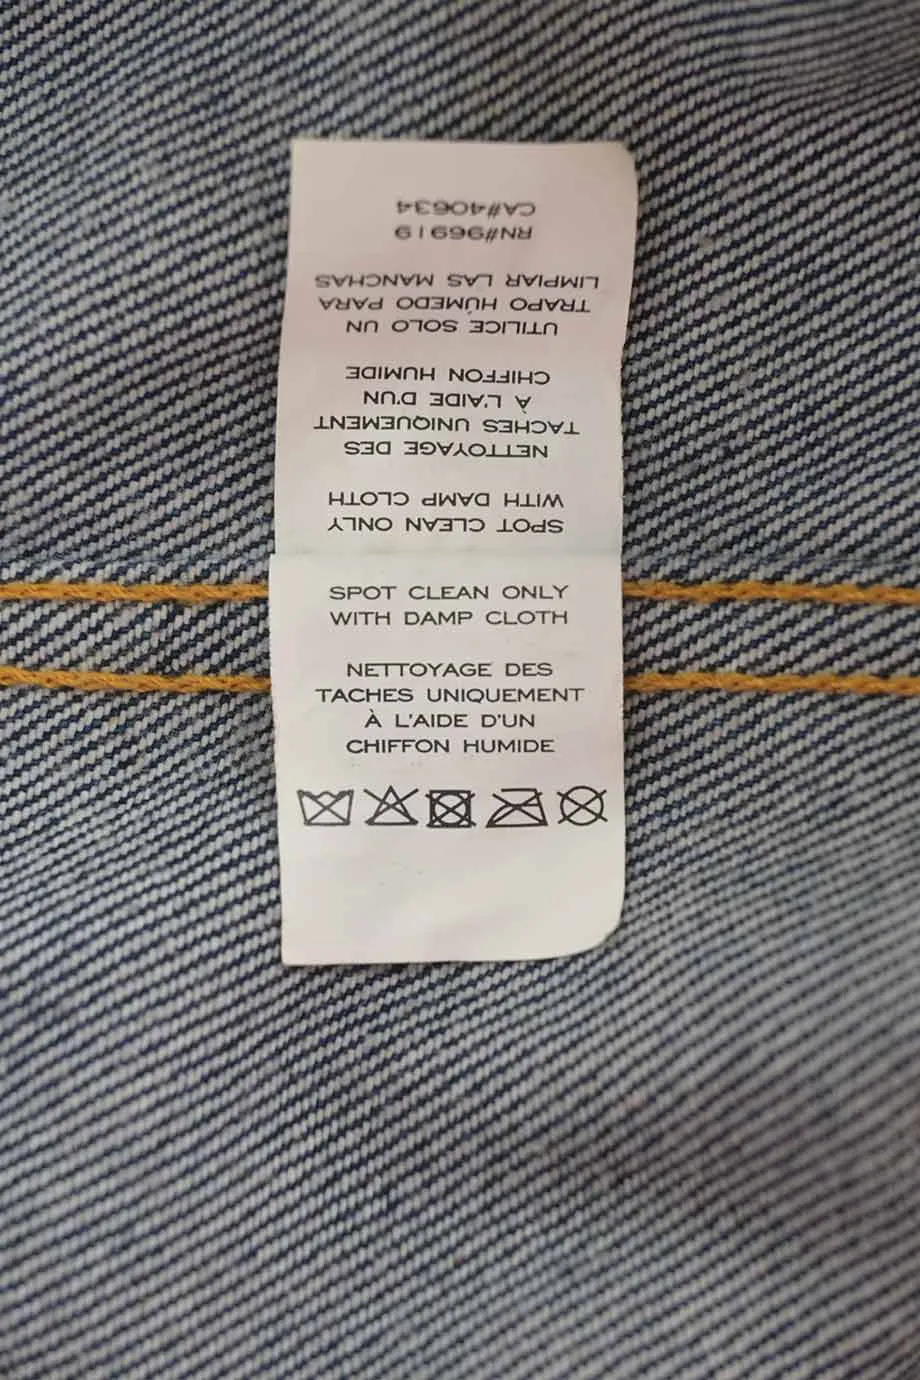 SPOT CLEAN ONLY
WITH DAMP CLOTH
NETTOYAGE DES
TACHES UNIQUEMENT
À L'AIDE D'UN
CHIFFON HUMIDE
SPOT CLEAN ONLY
WITH DAMP CLOTH
NETTOYAGE DES
TACHES UNIQUEMENT
À L'AIDE D'UN
CHIFFON HUMIDE
UTILICE SOLO UN
TRAPO HÚMEDO PARA
LIMPIAR LAS MANCHAS
RN#96919
CA#40634